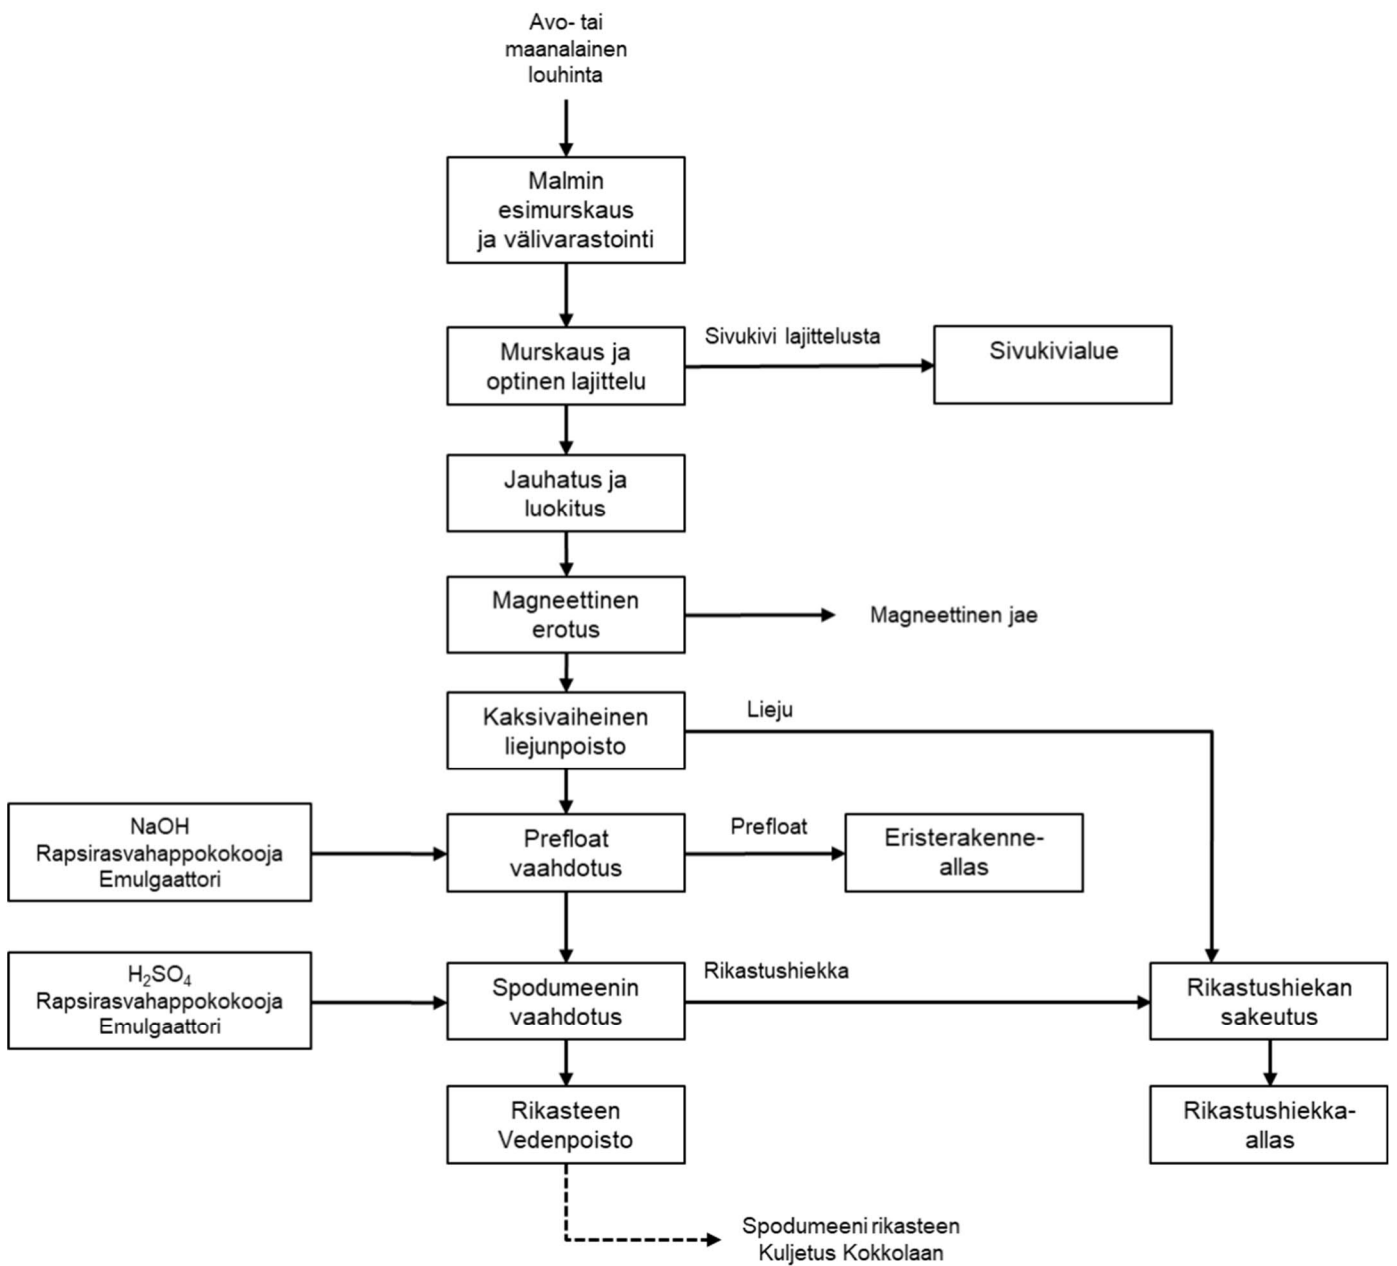 Avo- tai
maanalainen
louhinta
Malmin
esimurskaus
ja välivarastointi
Murskaus ja
optinen lajittelu
Sivukivi lajittelusta
Sivukivialue
Jauhatus ja
luokitus
Magneettinen
erotus
Magneettinen jae
Kaksivaiheinen
liejunpoisto
Lieju
NaOH
Rapsirasvahappokokooja
Emulgaattori
Prefloat
vaahdotus
Prefloat
Eristerakenne-
allas
H₂SO₄
Rapsirasvahappokokooja
Emulgaattori
Spodumeenin
vaahdotus
Rikastushiekka
Rikastushiekan
sakeutus
Rikasteen
Vedenpoisto
Rikastushiekka-
allas
Spodumeeni rikasteen
Kuljetus Kokkolaan